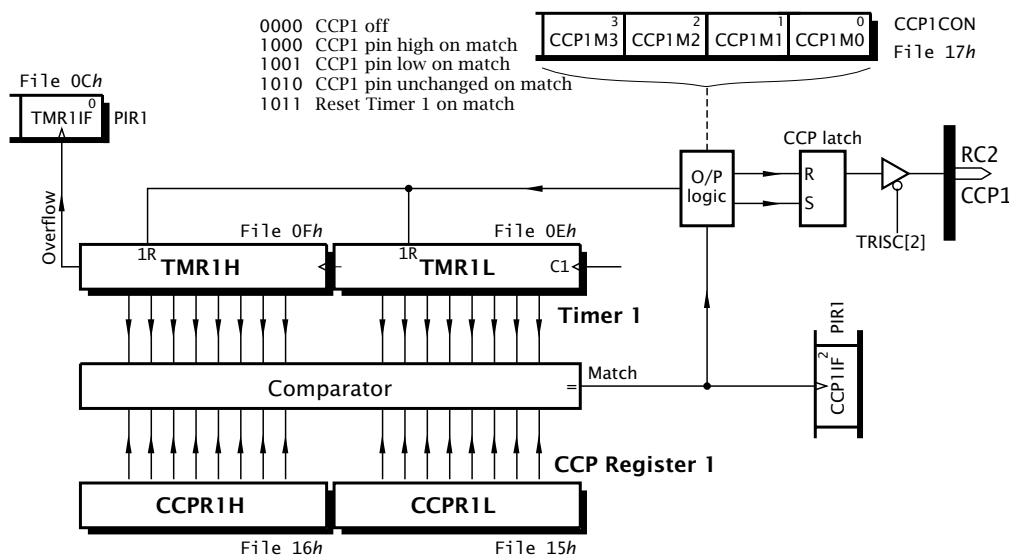 0000 CCP1 off
1000 CCP1 pin high on match
1001 CCP1 pin low on match
1010 CCP1 pin unchanged on match
1011 Reset Timer 1 on match
3 2 1 0
CCP1M3 CCP1M2 CCP1M1 CCP1M0
CCP1CON
File 17h
File 0Ch
0
TMR1IF
PIR1
CCP latch
O/P
logic
R
S
RC2
CCP1
TRISC[2]
Overflow
File 0Fh
File 0Eh
1R
TMR1H
1R
TMR1L
C1
Timer 1
PIR1
2
CCP1IF
Comparator
=
Match
CCP Register 1
CCPR1H
CCPR1L
File 16h
File 15h